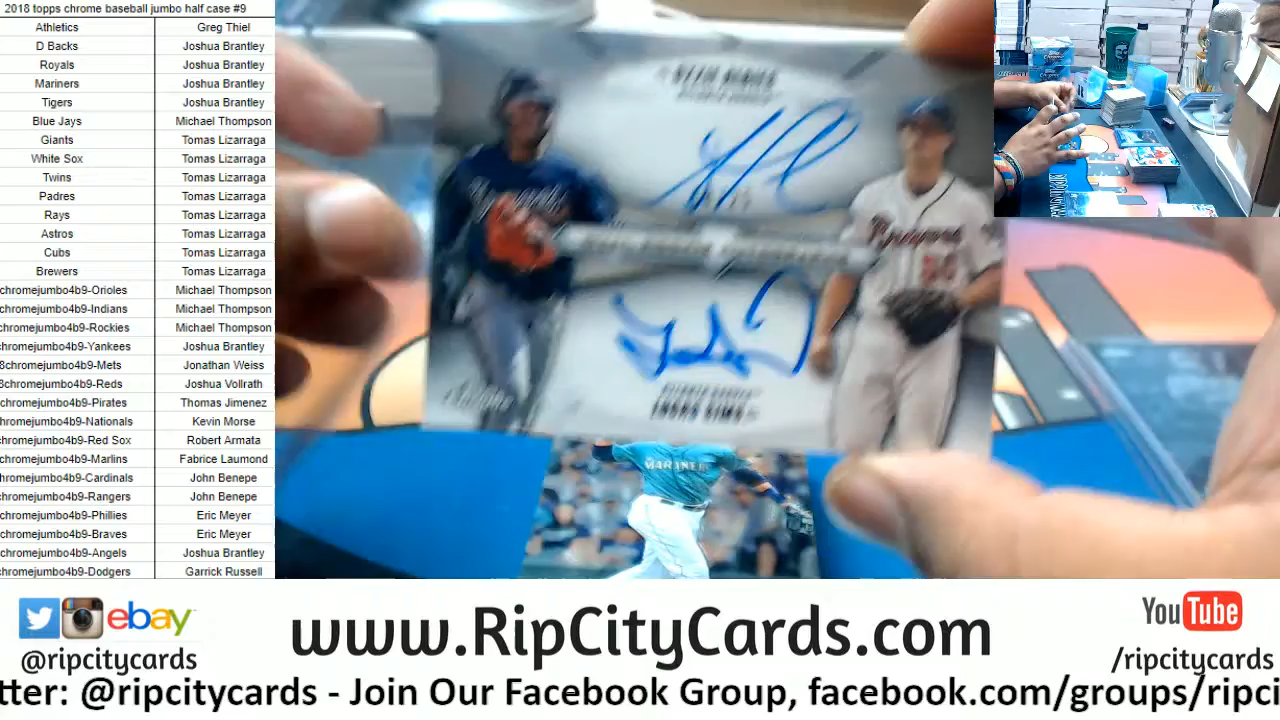 2018 topps chrome baseball jumbo half case #9
Athletics Greg Thiel
D Backs Joshua Brantley
Royals Joshua Brantley
Mariners Joshua Brantley
Tigers Joshua Brantley
Blue Jays Michael Thompson
Giants Tomas Lizarraga
White Sox Tomas Lizarraga
Twins Tomas Lizarraga
Padres Tomas Lizarraga
Rays Tomas Lizarraga
Astros Tomas Lizarraga
Cubs Tomas Lizarraga
Brewers Tomas Lizarraga
chromejumbo4b9-Orioles Michael Thompson
chromejumbo4b9-Indians Michael Thompson
chromejumbo4b9-Rockies Michael Thompson
chromejumbo4b9-Yankees Joshua Brantley
8chromejumbo4b9-Mets Jonathan Weiss
8chromejumbo4b9-Reds Joshua Vollrath
chromejumbo4b9-Pirates Thomas Jimenez
chromejumbo4b9-Nationals Kevin Morse
chromejumbo4b9-Red Sox Robert Armata
chromejumbo4b9-Marlins Fabrice Laumond
chromejumbo4b9-Cardinals John Benepe
chromejumbo4b9-Rangers John Benepe
chromejumbo4b9-Phillies Eric Meyer
chromejumbo4b9-Braves Eric Meyer
chromejumbo4b9-Angels Joshua Brantley
chromejumbo4b9-Dodgers Garrick Russell
MARINERS
ebay
@ripcitycards
www.RipCityCards.com
YouTube
/ripcitycards
tter: @ripcitycards - Join Our Facebook Group, facebook.com/groups/ripci